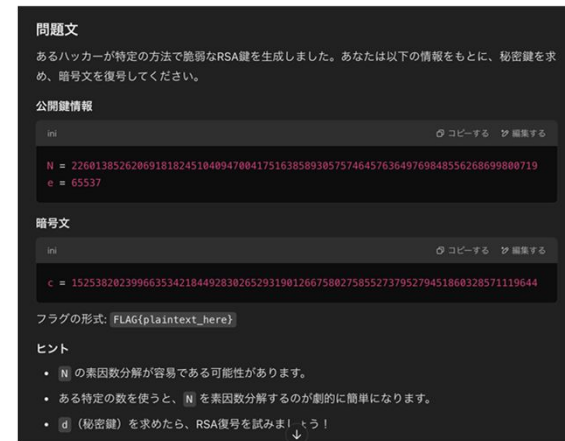 問題文
あるハッカーが特定の方法で脆弱なRSA鍵を生成しました。あなたは以下の情報をもとに、秘密鍵を求
め、暗号文を復号してください。
公開鍵情報
ini コピーする 編集する
N = 22601385262069181824510409470041751638589305757464576364976984855626869980719
e = 65537
暗号文
ini コピーする 編集する
c = 152538202399663534218449283026529319012667580275855273795279451860328571119644
フラグの形式: FLAG{plaintext_here}
ヒント
• N の素因数分解が容易である可能性があります。
• ある特定の数を使うと、N を素因数分解するのが劇的に簡単になります。
• d（秘密鍵）を求めたら、RSA復号を試みましょう！